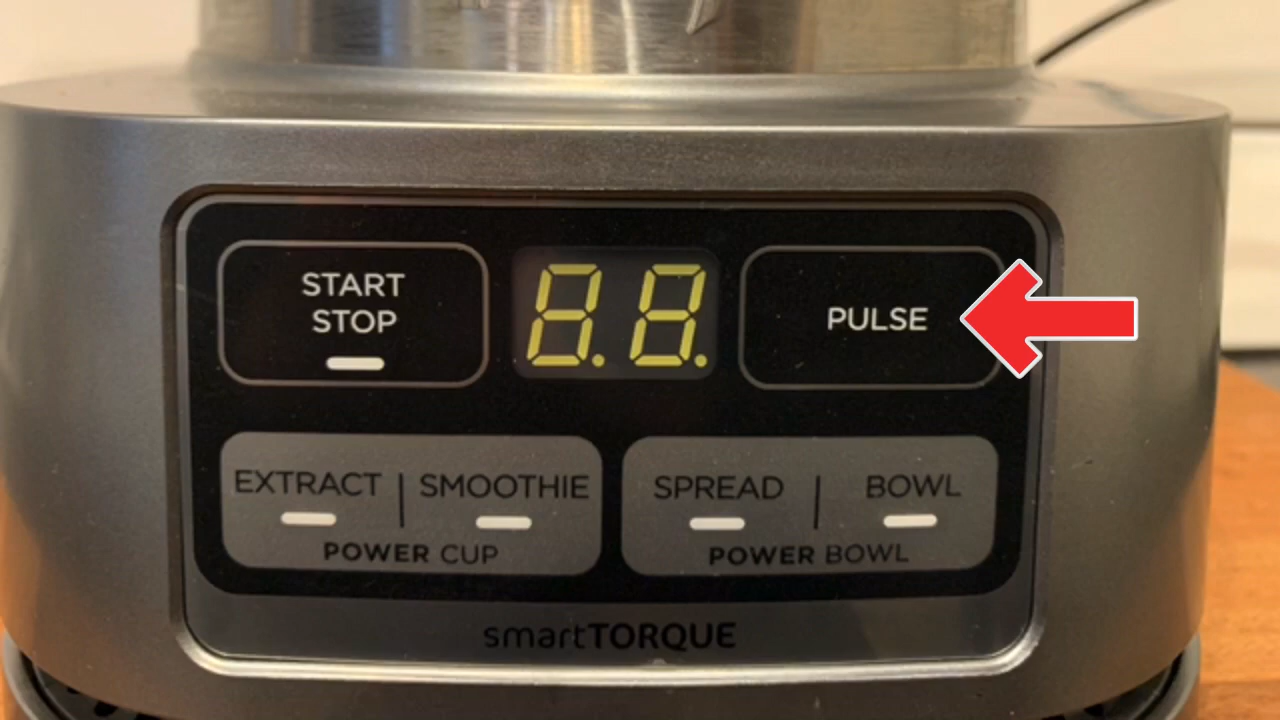 START
STOP
8.8.
PULSE
EXTRACT | SMOOTHIE
POWER CUP
SPREAD | BOWL
POWER BOWL
smartTORQUE